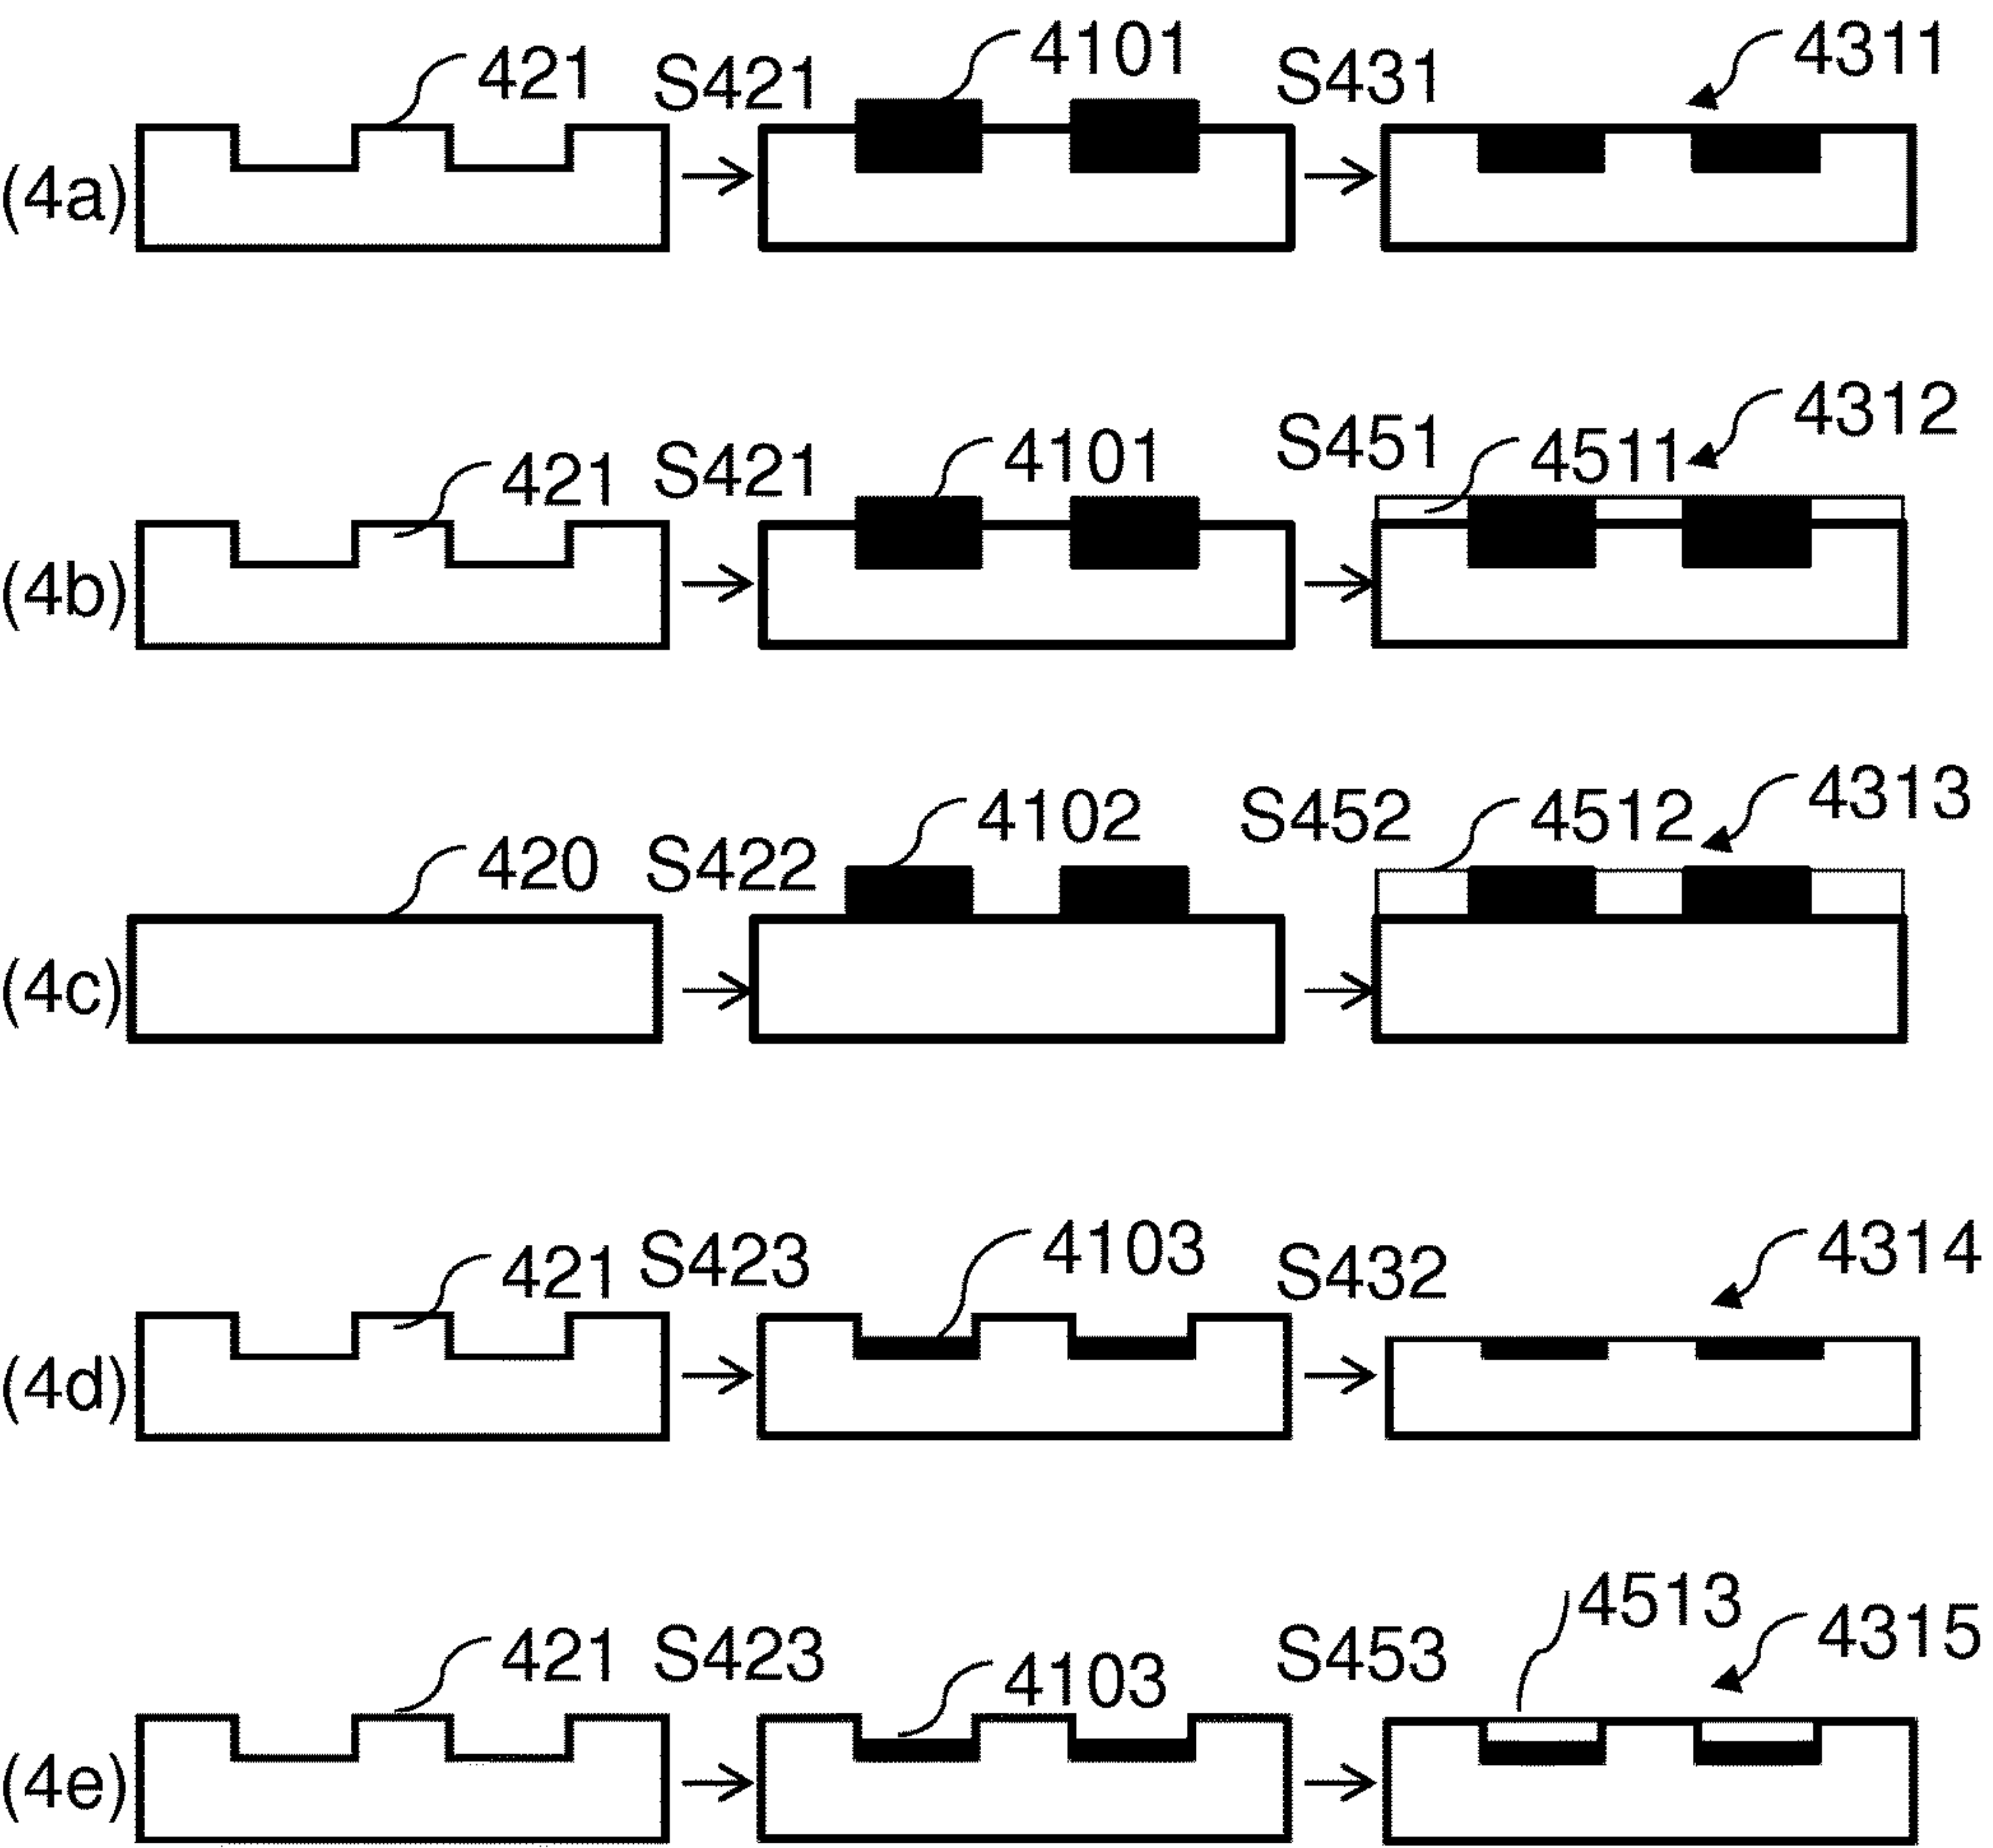 (4a) 421 S421 4101 S431 4311
(4b) 421 S421 4101 S451 4511 4312
(4c) 420 S422 4102 S452 4512 4313
(4d) 421 S423 4103 S432 4314
(4e) 421 S423 4103 S453 4513 4315